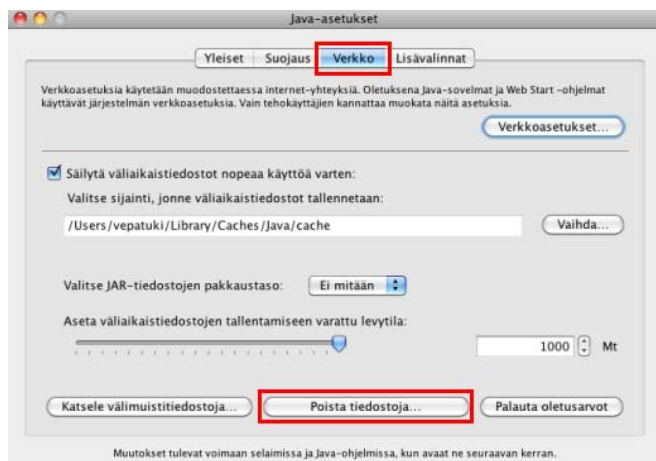 Java-asetukset
Yleiset Suojaus Verkko Lisävalinnat
Verkkoasetuksia käytetään muodostettaessa internet-yhteyksiä. Oletuksena Java-sovelmat ja Web Start -ohjelmat
käyttävät järjestelmän verkkoasetuksia. Vain tehokäyttäjien kannattaa muokata näitä asetuksia.
Verkkoasetukset...
Säilytä väliaikaistiedostot nopeaa käyttöä varten:
Valitse sijainti, jonne väliaikaistiedostot tallennetaan:
/Users/vepatuki/Library/Caches/Java/cache Vaihda...
Valitse JAR-tiedostojen pakkaustaso: Ei mitään
Aseta väliaikaistiedostojen tallentamiseen varattu levytila:
1000 Mt
Katsele välimuistitiedostoja... Poista tiedostoja... Palauta oletusarvot
Muutokset tulevat voimaan selaimissa ja Java-ohjelmissa, kun avaat ne seuraavan kerran.